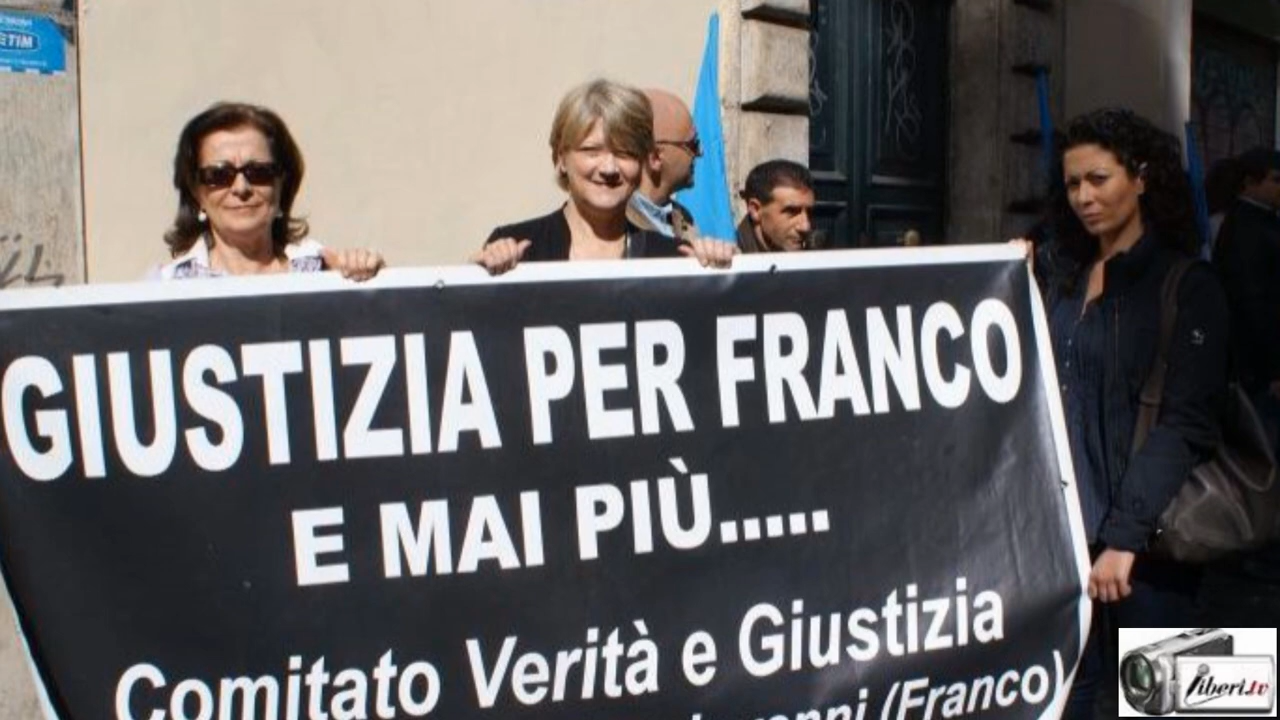 TIM
GIUSTIZIA PER FRANCO
E MAI PIÙ.....
Comitato Verità e Giustizia
(Franco)
liberi.tv